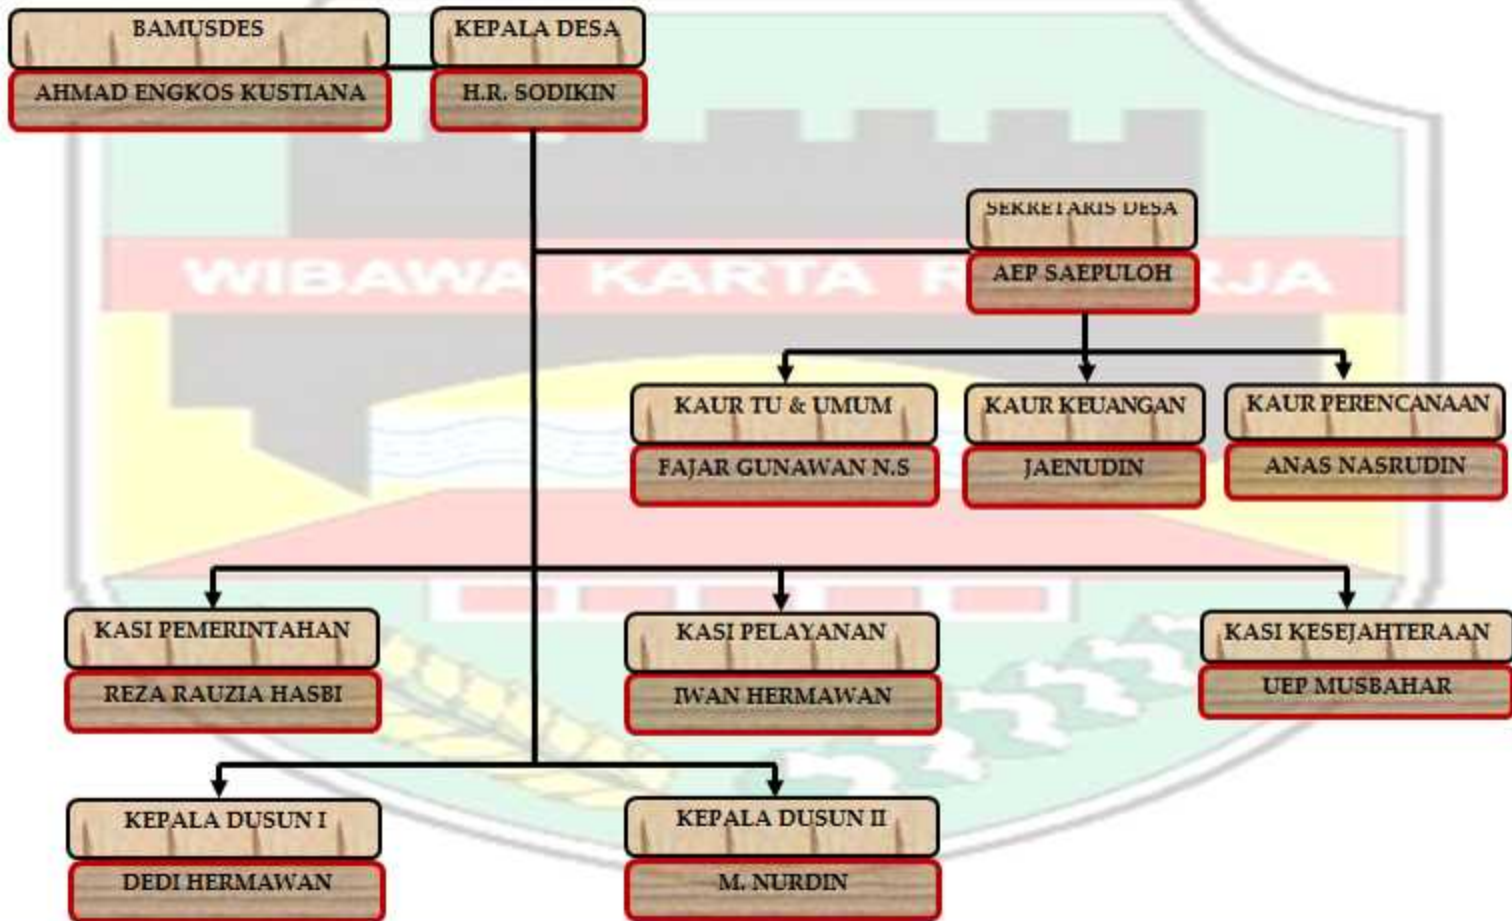 BAMUSDES
AHMAD ENGKOS KUSTIANA
KEPALA DESA
H.R. SODIKIN
SEKRETARIS DESA
AEP SAEPULOH
WIBAWA KARTA R RJA
KAUR TU & UMUM
FAJAR GUNAWAN N.S
KAUR KEUANGAN
JAENUDIN
KAUR PERENCANAAN
ANAS NASRUDIN
KASI PEMERINTAHAN
REZA RAUZIA HASBI
KASI PELAYANAN
IWAN HERMAWAN
KASI KESEJAHTERAAN
UEP MUSBAHAR
KEPALA DUSUN I
DEDI HERMAWAN
KEPALA DUSUN II
M. NURDIN